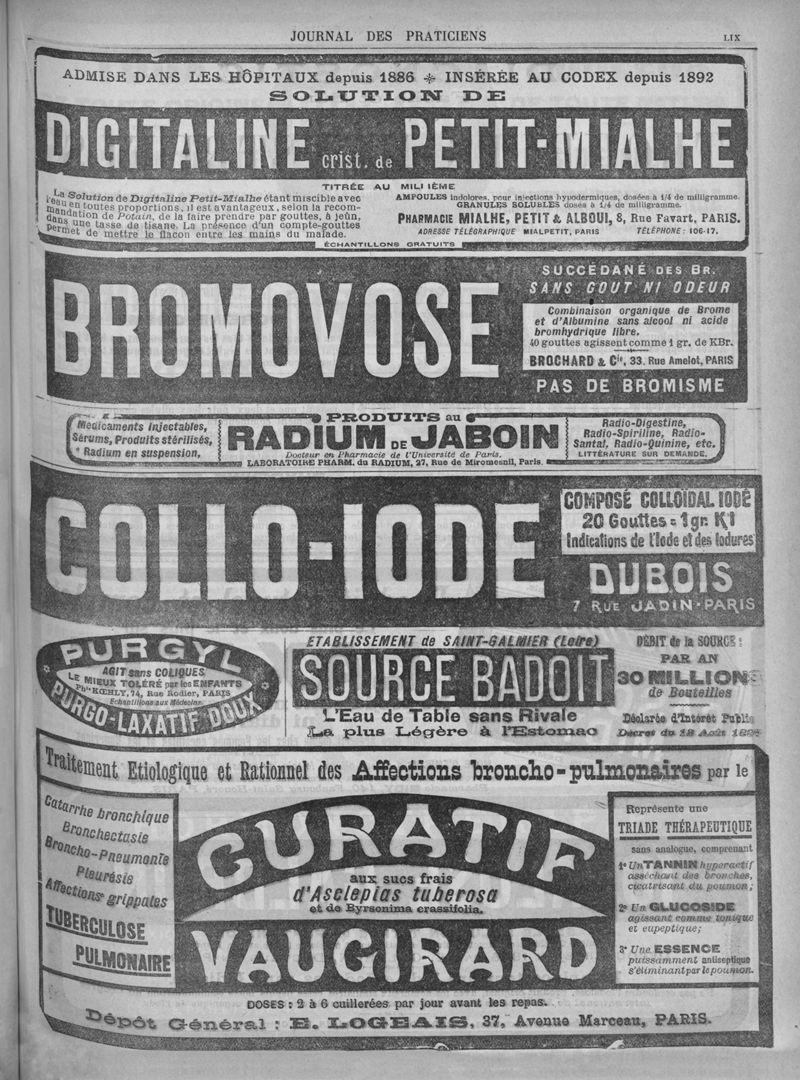 JOURNAL DES PRATICIENS
LIX
ADMISE DANS LES HÔPITAUX depuis 1886 * INSÉRÉE AU CODEX depuis 1892
SOLUTION DE
DIGITALINE crist. de PETIT-MIALHE
TITRÉE AU MILLIÈME
La Solution de Digitaline Petit-Mialhe étant miscible avec
l'eau en toutes proportions, il est avantageux, selon la recom-
mandation de Potain, de la faire prendre par gouttes, à jeûn,
dans une tasse de tisane. La présence d'un compte-gouttes
permet de mettre le flacon entre les mains du malade.
AMPOULES indolores, pour injections hypodermiques, dosées à 1/4 de milligramme.
GRANULES SOLUBLES dosés à 1/4 de milligramme.
PHARMACIE MIALHE, PETIT & ALBOUI, 8, Rue Favart, PARIS.
ADRESSE TÉLÉGRAPHIQUE MIALPETIT, PARIS TÉLÉPHONE: 106-17.
ÉCHANTILLONS GRATUITS
BROMOVOSE
SUCCÉDANÉ DES BR.
SANS GOUT NI ODEUR
Combinaison organique de Brome
et d'Albumine sans alcool ni acide
bromhydrique libre.
40 gouttes agissent comme 1 gr. de KBr.
BROCHARD & Cie, 33, Rue Amelot, PARIS
PAS DE BROMISME
Médicaments injectables,
Sérums, Produits stérilisés,
Radium en suspension,
PRODUITS au
RADIUM DE JABOIN
Docteur en Pharmacie de l'Université de Paris.
LABORATOIRE PHARM. du RADIUM, 27, Rue de Miromesnil, Paris.
Radio-Digestine,
Radio-Spiriline, Radio-
Santal, Radio-Quinine, etc.
LITTÉRATURE SUR DEMANDE.
COLLO-IODE
COMPOSÉ COLLOÏDAL IODÉ
20 Gouttes = 1 gr. KI
Indications de l'Iode et des Iodures
DUBOIS
7 RUE JADIN-PARIS
PURGYL
AGIT sans COLIQUES
LE MIEUX TOLÉRÉ par les ENFANTS
Phie KŒHLY, 74, Rue Rodier, PARIS
Echantillons aux Médecins.
PURGO-LAXATIF DOUX
ETABLISSEMENT de SAINT-GALMIER (Loire)
SOURCE BADOIT
L'Eau de Table sans Rivale
La plus Légère à l'Estomac
DÉBIT de la SOURCE:
PAR AN
30 MILLIONS
de Bouteilles
Déclarée d'Intérêt Public
Décret du 12 Août
Traitement Etiologique et Rationnel des Affections broncho-pulmonaires par le
Catarrhe bronchique
Bronchectasie
Broncho-Pneumonie
Pleurésie
Affections grippales
TUBERCULOSE
PULMONAIRE
CURATIF
aux sucs frais
d'Asclepias tuberosa
et de Byrsonima crassifolia.
VAUGIRARD
Représente une
TRIADE THÉRAPEUTIQUE
sans analogue, comprenant
1° Un TANNIN hyperactif
asséchant des bronches,
cicatrisant du poumon;
2° Un GLUCOSIDE
agissant comme tonique
et eupeptique;
3° Une ESSENCE
puissamment antiseptique
s'éliminant par le poumon.
DOSES: 2 à 6 cuillerées par jour avant les repas.
Dépôt Général: E. LOGEAIS, 37, Avenue Marceau, PARIS.